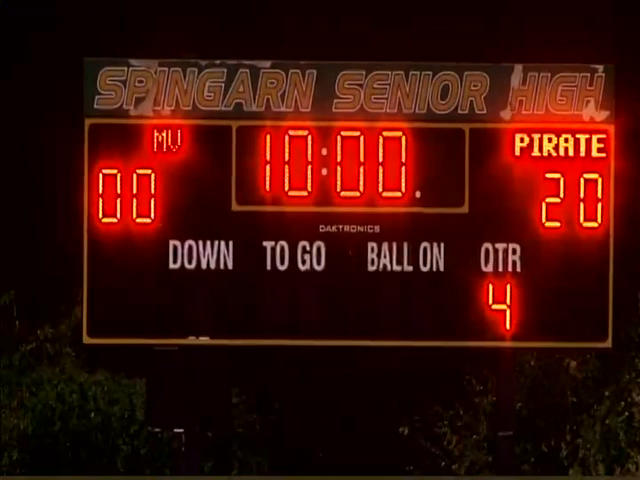 SPINGARN SENIOR HIGH
MV 10:00. PIRATE
00 20
DAKTRONICS
DOWN TO GO BALL ON QTR
4